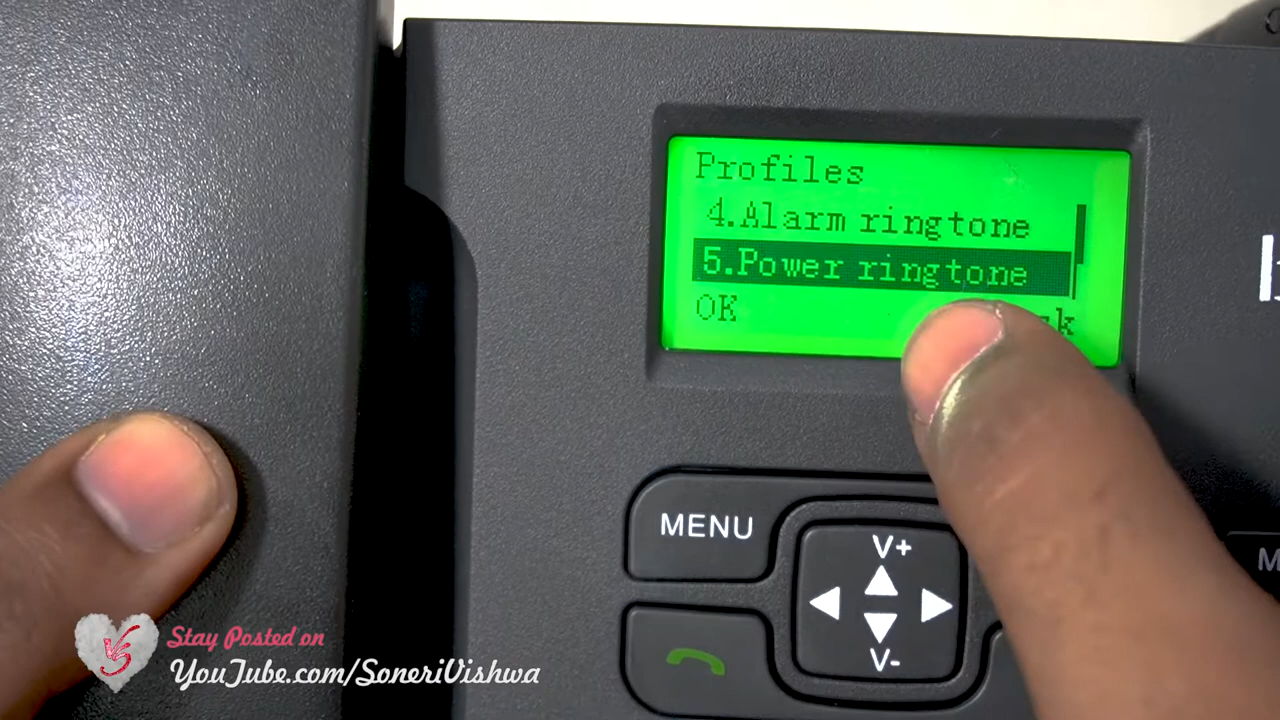 Profiles
4.Alarm ringtone
5.Power ringtone
OK
MENU
V+
V-
Stay Posted on
YouTube.com/SoneriVishwa